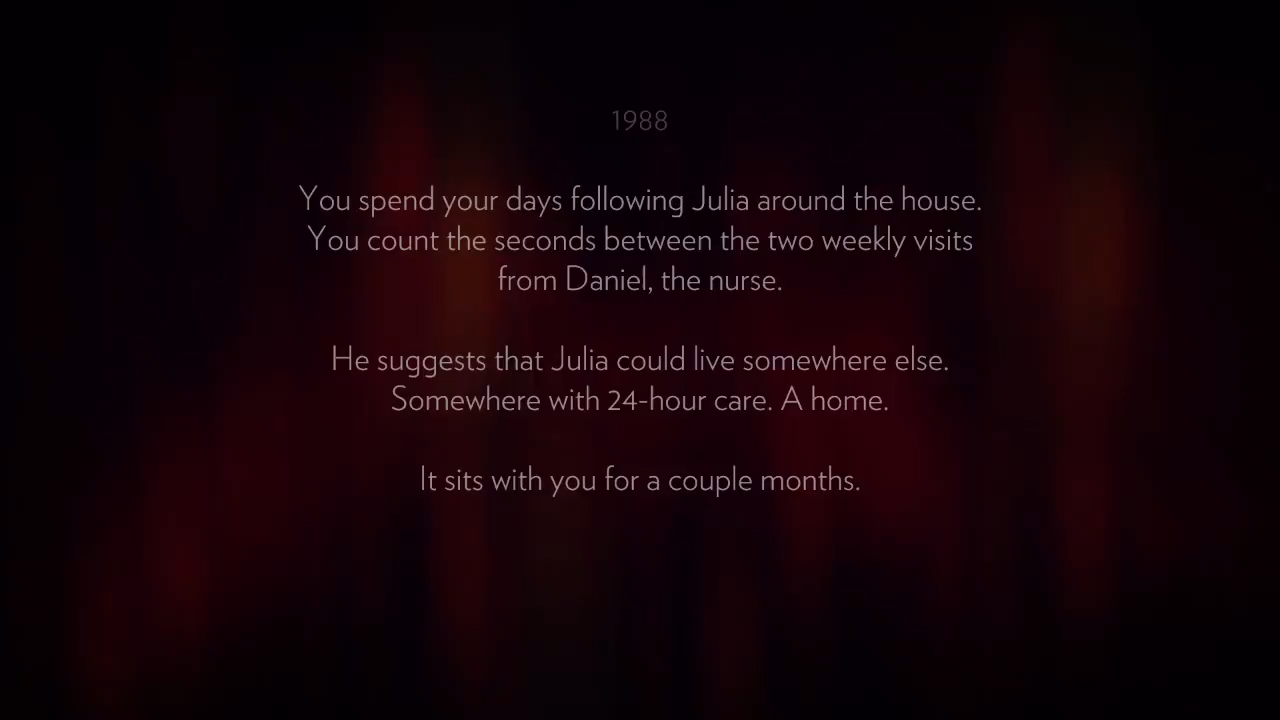 1988
You spend your days following Julia around the house.
You count the seconds between the two weekly visits
from Daniel, the nurse.
He suggests that Julia could live somewhere else.
Somewhere with 24-hour care. A home.
It sits with you for a couple months.